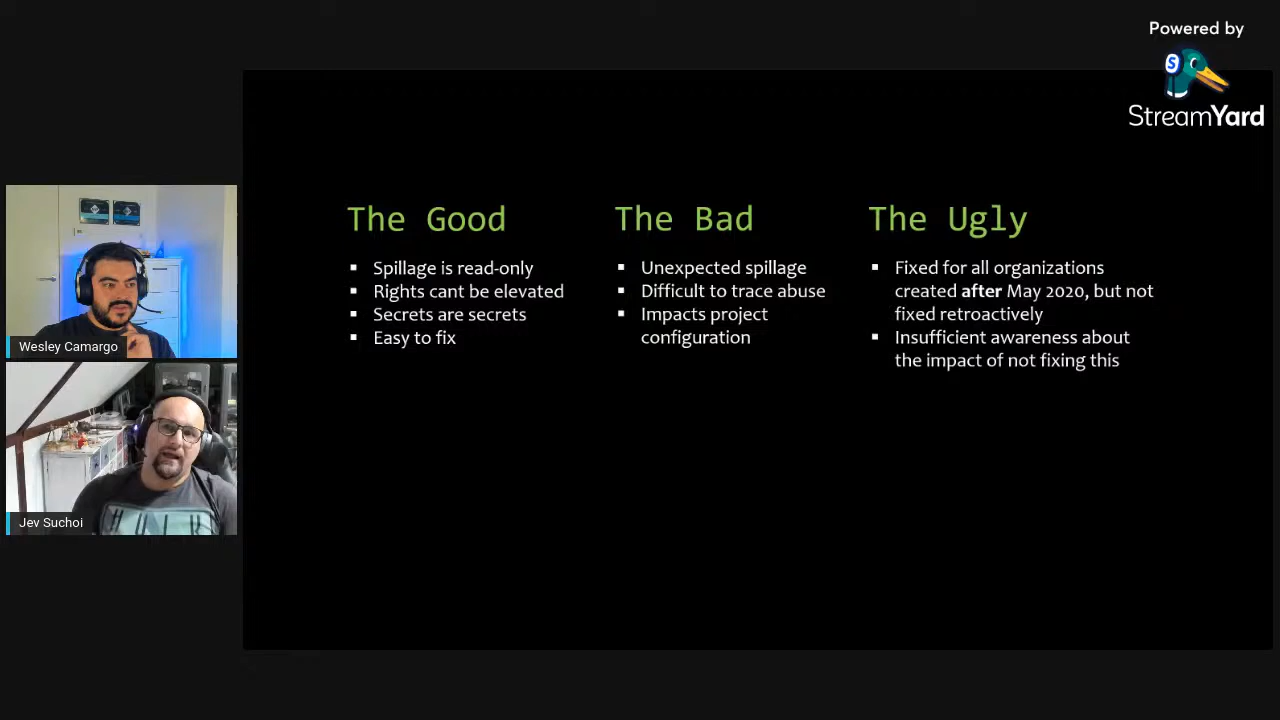 Powered by
StreamYard
The Good
▪ Spillage is read-only
▪ Rights cant be elevated
▪ Secrets are secrets
▪ Easy to fix
The Bad
▪ Unexpected spillage
▪ Difficult to trace abuse
▪ Impacts project
configuration
The Ugly
▪ Fixed for all organizations
created after May 2020, but not
fixed retroactively
▪ Insufficient awareness about
the impact of not fixing this
Wesley Camargo
Jev Suchoi